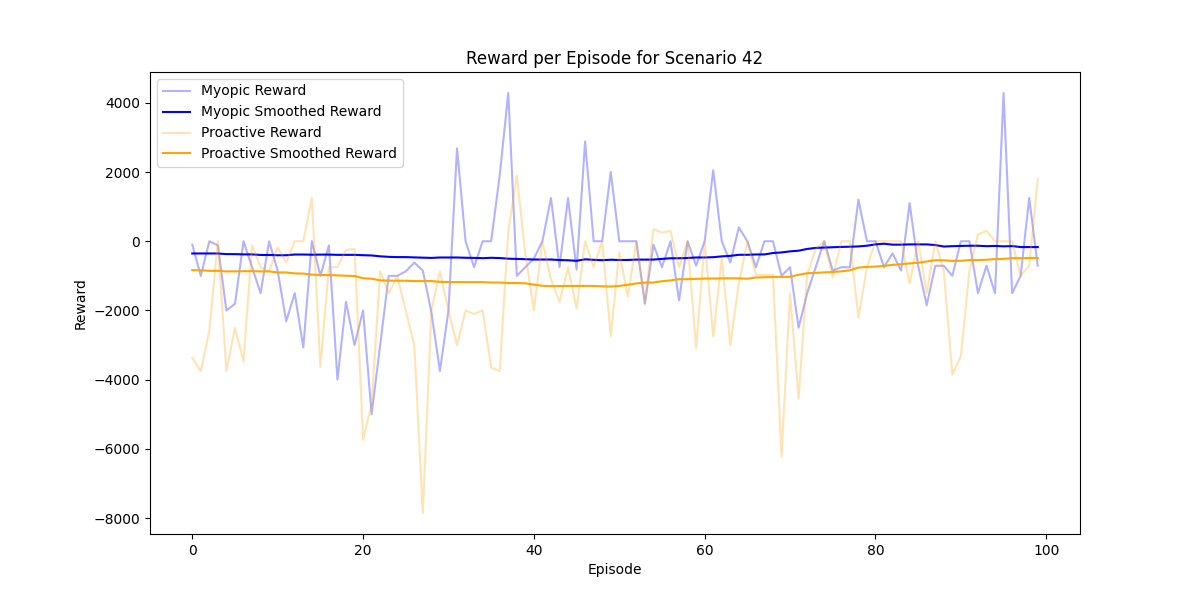 Reward per Episode for Scenario 42
Myopic Reward
Myopic Smoothed Reward
Proactive Reward
Proactive Smoothed Reward
4000
2000
0
−2000
−4000
−6000
−8000
Reward
0 20 40 60 80 100
Episode